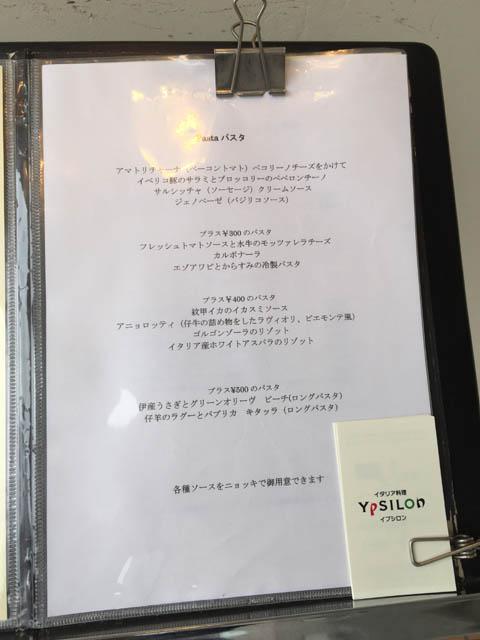 Pasta パスタ
アマトリチャーナ（ベーコントマト）ペコリーノチーズをかけて
イベリコ豚のサラミとブロッコリーのペペロンチーノ
サルシッチャ（ソーセージ）クリームソース
ジェノベーゼ（バジリコソース）
プラス¥300のパスタ
フレッシュトマトソースと水牛のモッツァレラチーズ
カルボナーラ
エゾアワビとからすみの冷製パスタ
プラス¥400のパスタ
紋甲イカのイカスミソース
アニョロッティ（仔牛の詰め物をしたラヴィオリ、ピエモンテ風）
ゴルゴンゾーラのリゾット
イタリア産ホワイトアスパラのリゾット
プラス¥500のパスタ
伊産うさぎとグリーンオリーヴ　ピーチ(ロングパスタ)
仔羊のラグーとパプリカ　キタッラ（ロングパスタ）
各種ソースをニョッキで御用意できます
イタリア料理
YpSILON
イプシロン